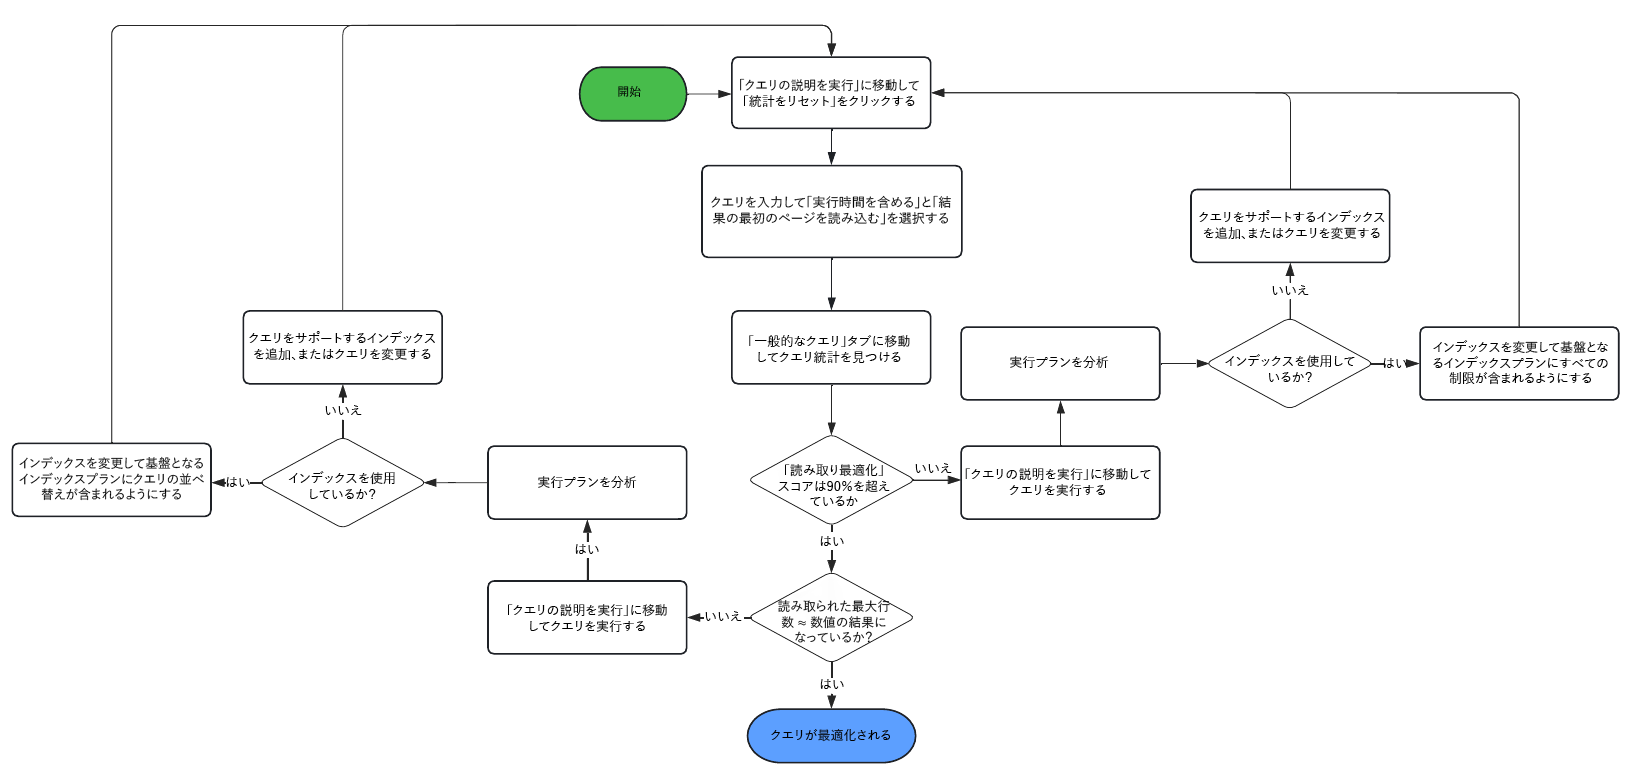 開始
「クエリの説明を実行」に移動して
「統計をリセット」をクリックする
クエリを入力して「実行時間を含める」と「結
果の最初のページを読み込む」を選択する
「一般的なクエリ」タブに移動
してクエリ統計を見つける
「読み取り最適化」
スコアは90%を超え
ているか
いいえ
「クエリの説明を実行」に移動して
クエリを実行する
実行プランを分析
インデックスを使用して
いるか?
いいえ
クエリをサポートするインデックス
を追加、またはクエリを変更する
はい
インデックスを変更して基盤とな
るインデックスプランにすべての
制限が含まれるようにする
はい
読み取られた最大行
数 ≈ 数値の結果に
なっているか?
いいえ
「クエリの説明を実行」に移動
してクエリを実行する
はい
実行プランを分析
インデックスを使用
しているか?
いいえ
クエリをサポートするインデックス
を追加、またはクエリを変更する
はい
インデックスを変更して基盤となる
インデックスプランにクエリの並べ
替えが含まれるようにする
はい
クエリが最適化される